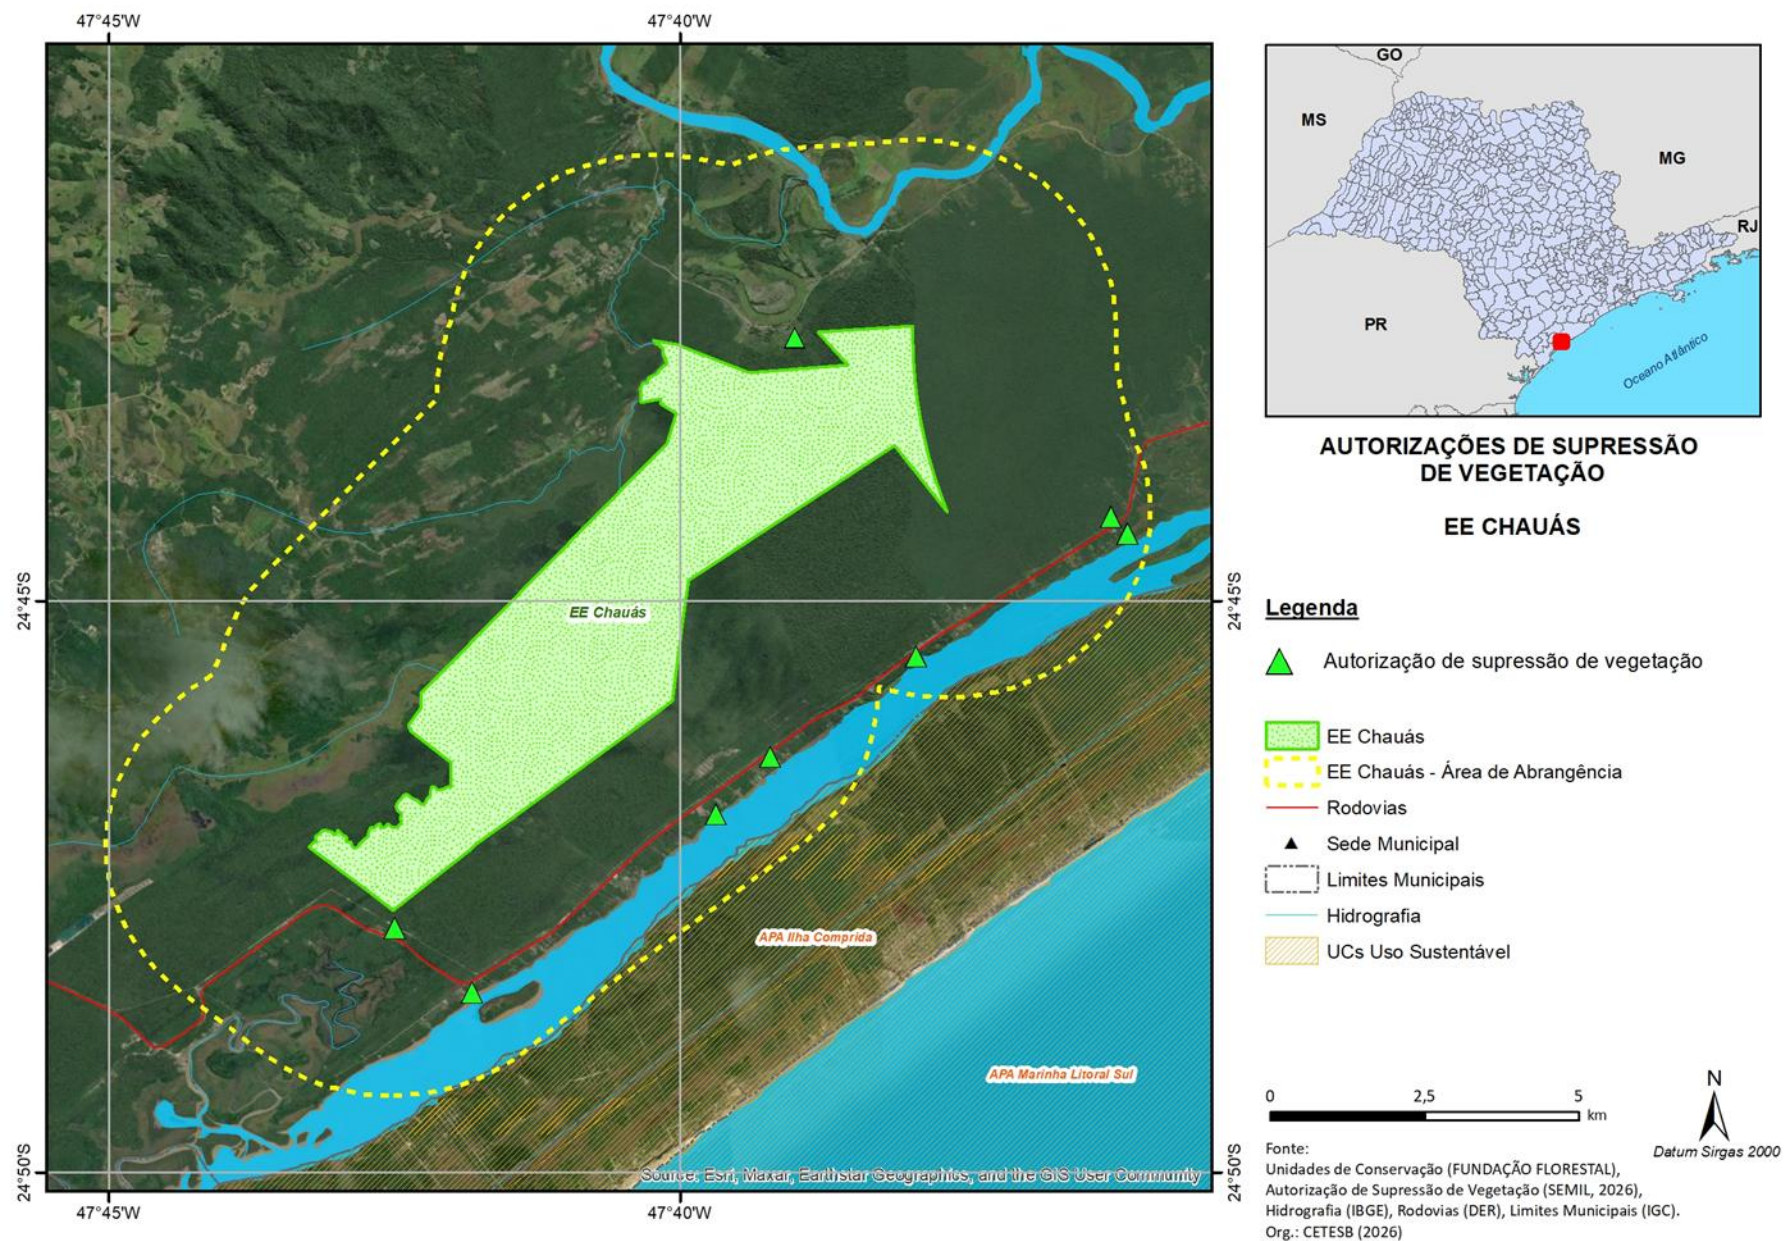 47°45'W
47°40'W
24°45'S
24°45'S
24°50'S
24°50'S
47°45'W
47°40'W
EE Chauás
APA Ilha Comprida
APA Marinha Litoral Sul
Source: Esri, Maxar, Earthstar Geographics, and the GIS User Community
GO
MS
MG
RJ
PR
Oceano Atlântico
AUTORIZAÇÕES DE SUPRESSÃO
DE VEGETAÇÃO
EE CHAUÁS
Legenda
Autorização de supressão de vegetação
EE Chauás
EE Chauás - Área de Abrangência
Rodovias
Sede Municipal
Limites Municipais
Hidrografia
UCs Uso Sustentável
0 2,5 5
km
N
Datum Sirgas 2000
Fonte:
Unidades de Conservação (FUNDAÇÃO FLORESTAL),
Autorização de Supressão de Vegetação (SEMIL, 2026),
Hidrografia (IBGE), Rodovias (DER), Limites Municipais (IGC).
Org.: CETESB (2026)